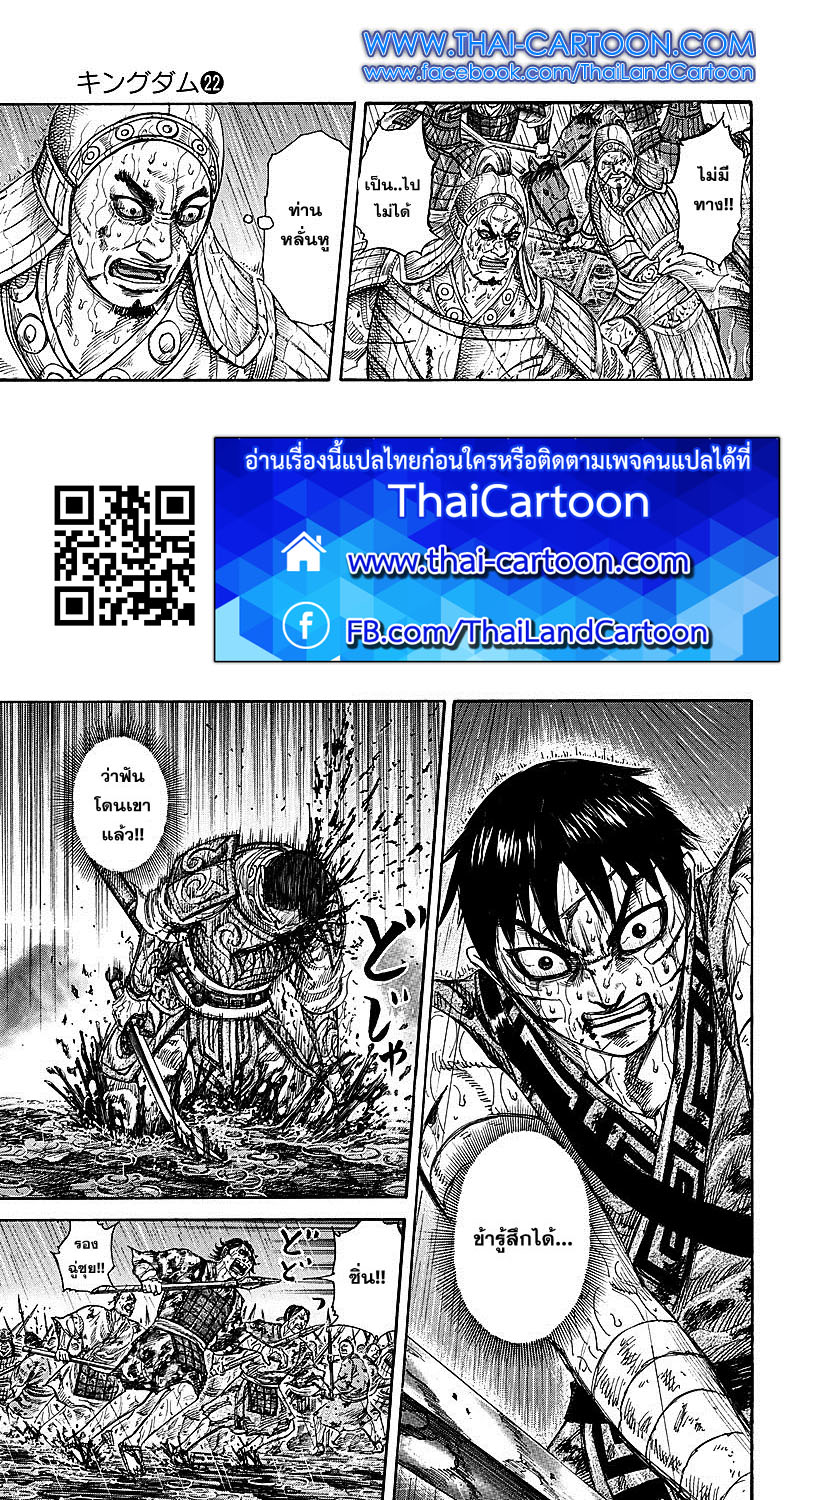 WWW.THAI-CARTOON.COM
www.facebook.com/ThaiLandCartoon
キングダム22
ไม่มี
ทาง!!
เป็น..ไป
ไม่ได้
ท่าน
หลั่นหู
อ่านเรื่องนี้แปลไทยก่อนใครหรือติดตามเพจคนแปลได้ที่
ThaiCartoon
www.thai-cartoon.com
FB.com/ThaiLandCartoon
ข้ารู้สึกได้...
ว่าฟัน
โดนเขา
แล้ว!!
どじゃ
ซิ่น!!
รอง
ฉู่ซุย!!
どどっ